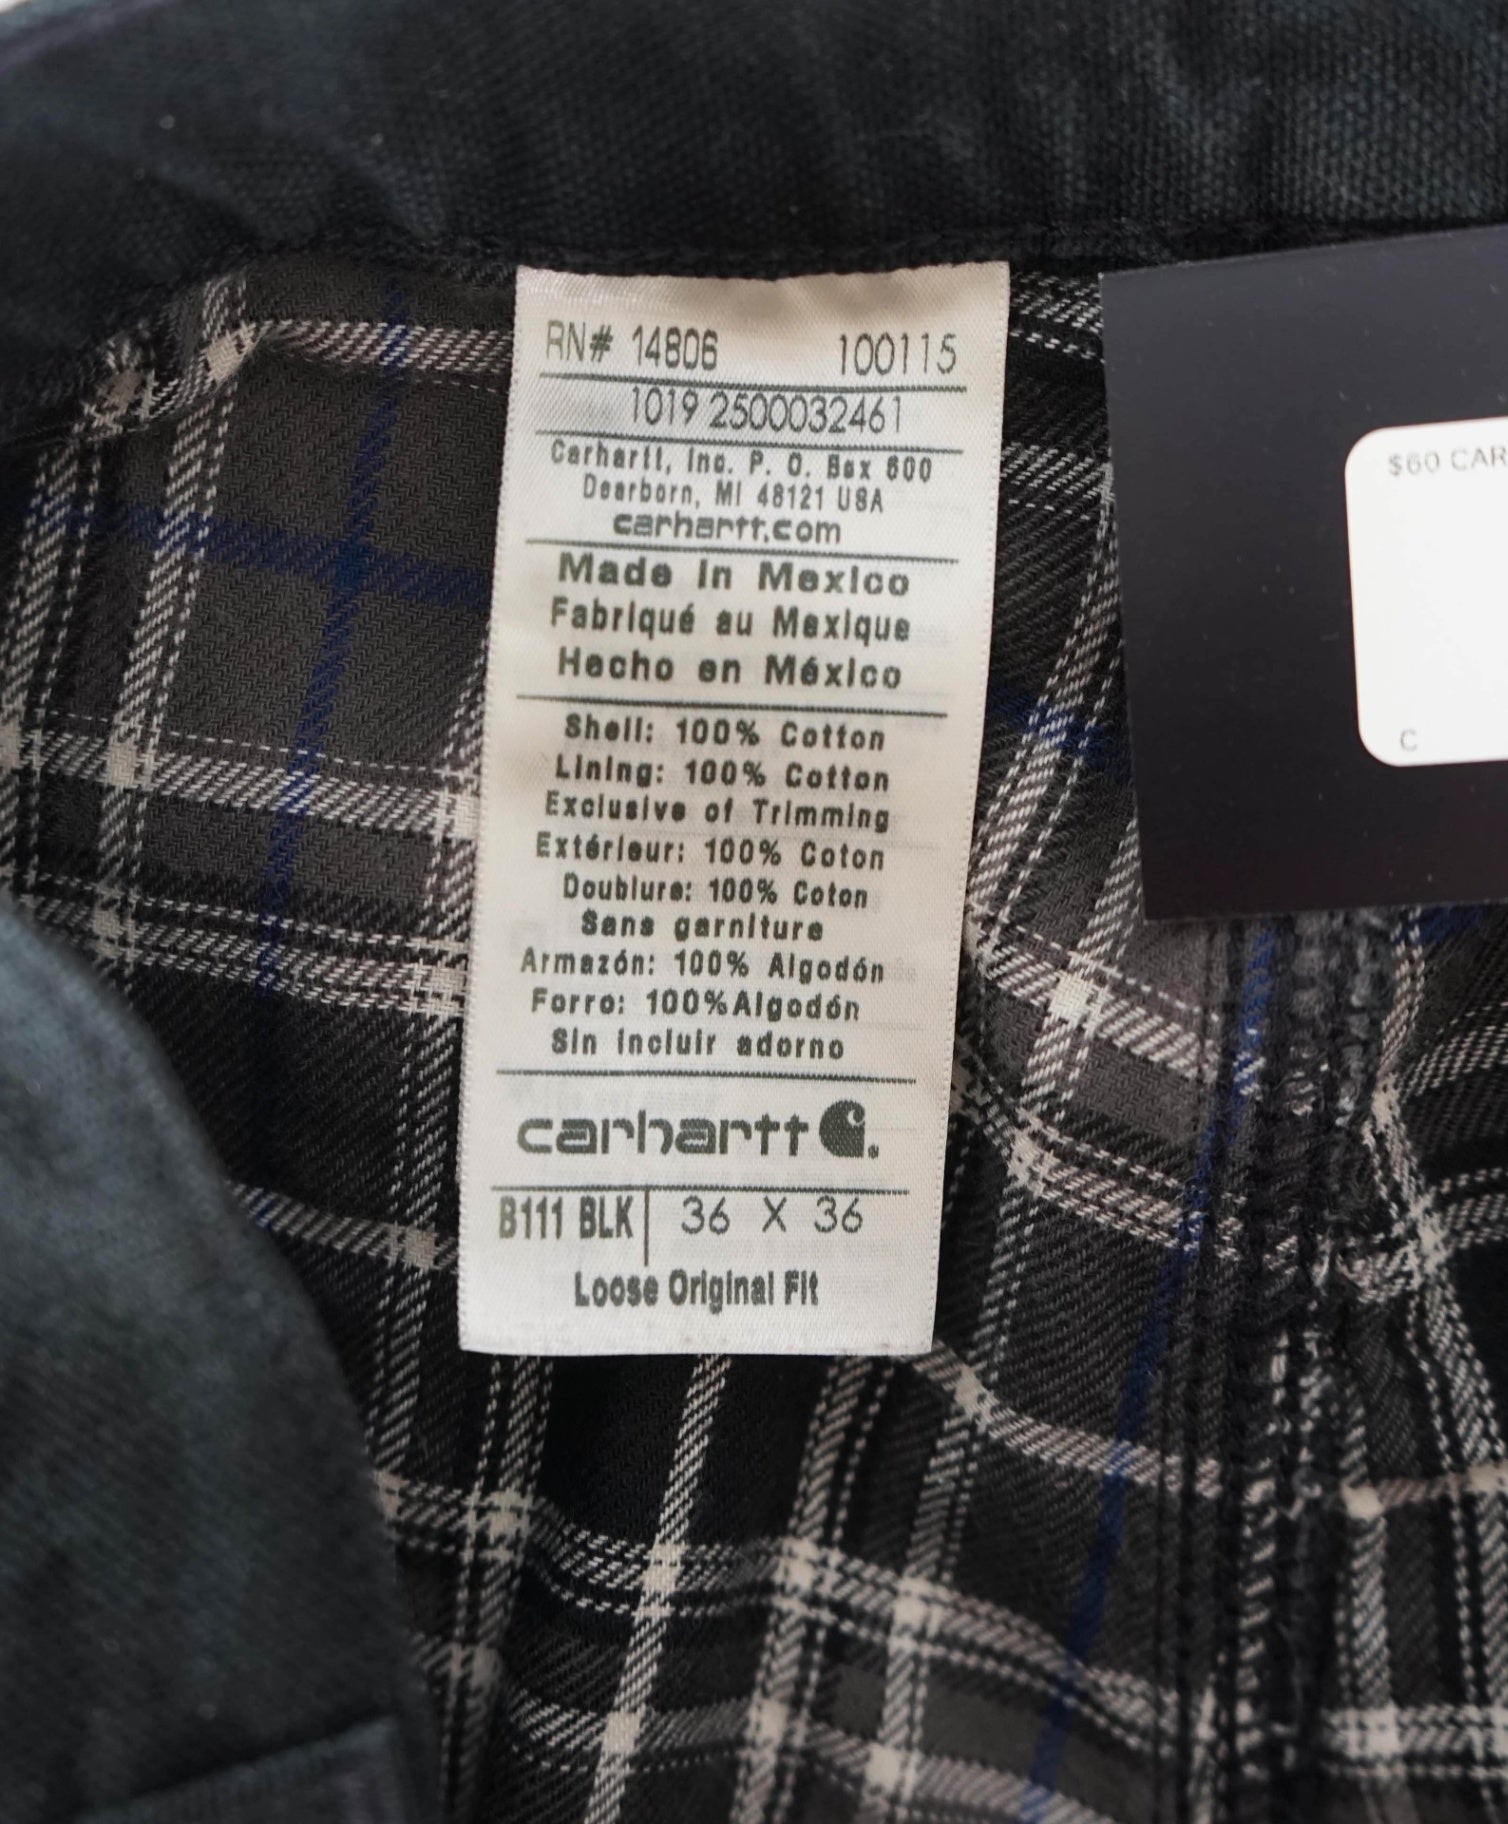 RN# 14806 100115
1019 2500032461
Carhartt, Inc. P. O. Box 600
Dearborn, MI 48121 USA
carhartt.com
Made in Mexico
Fabriqué au Mexique
Hecho en México
Shell: 100% Cotton
Lining: 100% Cotton
Exclusive of Trimming
Extérieur: 100% Coton
Doublure: 100% Coton
Sans garniture
Armazón: 100% Algodón
Forro: 100%Algodón
Sin incluir adorno
carhartt
B111 BLK 36 X 36
Loose Original Fit
$60 CAR
C